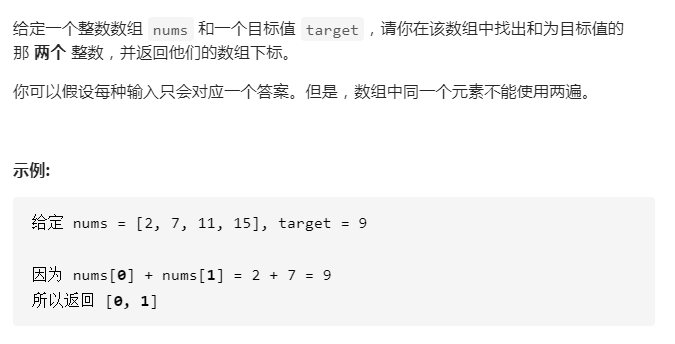 给定一个整数数组 nums 和一个目标值 target ，请你在该数组中找出和为目标值的
那 两个 整数，并返回他们的数组下标。
你可以假设每种输入只会对应一个答案。但是，数组中同一个元素不能使用两遍。
示例:
给定 nums = [2, 7, 11, 15], target = 9
因为 nums[0] + nums[1] = 2 + 7 = 9
所以返回 [0, 1]